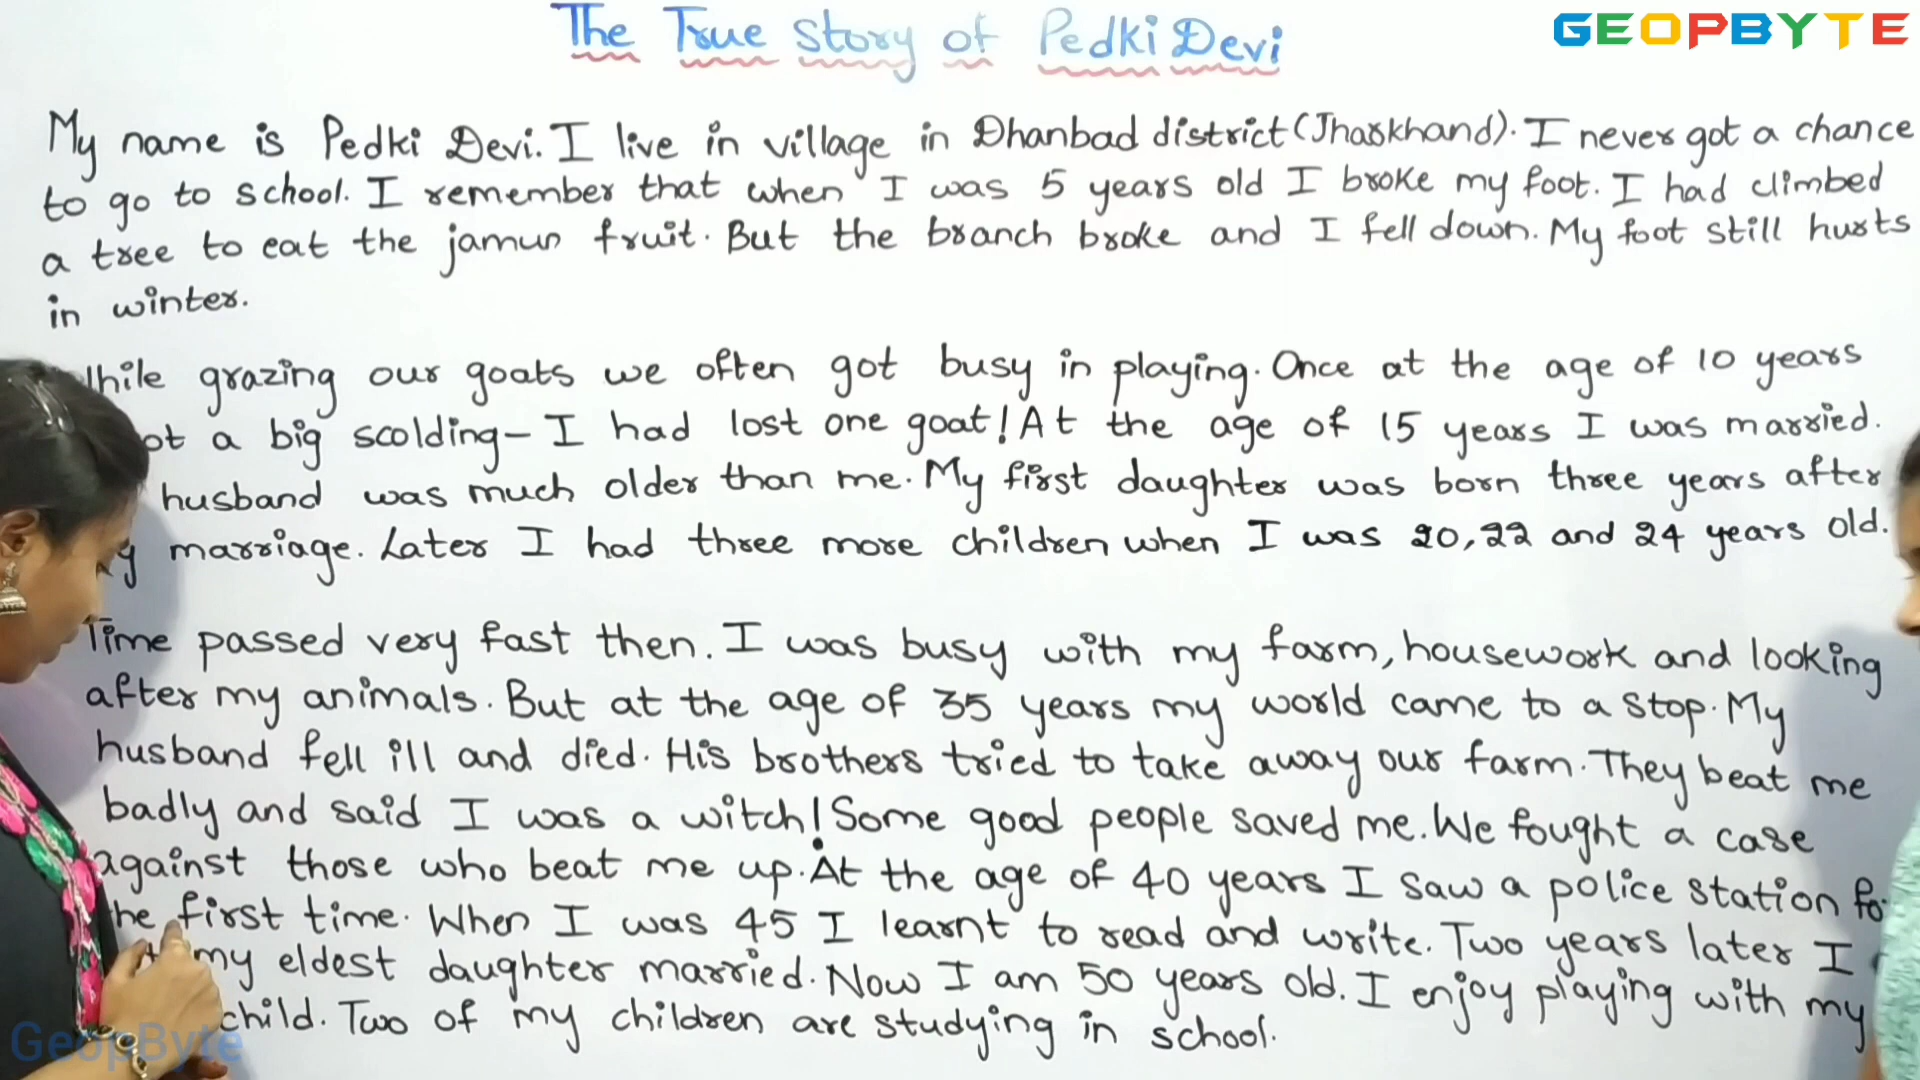 The True Story of Pedki Devi
GEOPBYTE
My name is Pedki Devi. I live in village in Dhanbad district (Jharkhand). I never got a chance
to go to school. I remember that when I was 5 years old I broke my foot. I had climbed
a tree to eat the jamun fruit. But the branch broke and I fell down. My foot still hurts
in winter.
grazing our goats we often got busy in playing. Once at the age of 10 years
a big scolding - I had lost one goat! At the age of 15 years I was married.
husband was much older than me. My first daughter was born three years after
marriage. Later I had three more children when I was 20, 22 and 24 years old.
Time passed very fast then. I was busy with my farm, housework and looking
after my animals. But at the age of 35 years my world came to a stop. My
husband fell ill and died. His brothers tried to take away our farm. They beat me
badly and said I was a witch! Some good people saved me. We fought a case
against those who beat me up. At the age of 40 years I saw a police station
first time. When I was 45 I learnt to read and write. Two years later I
my eldest daughter married. Now I am 50 years old. I enjoy playing with my
child. Two of my children are studying in school.
GeopByte